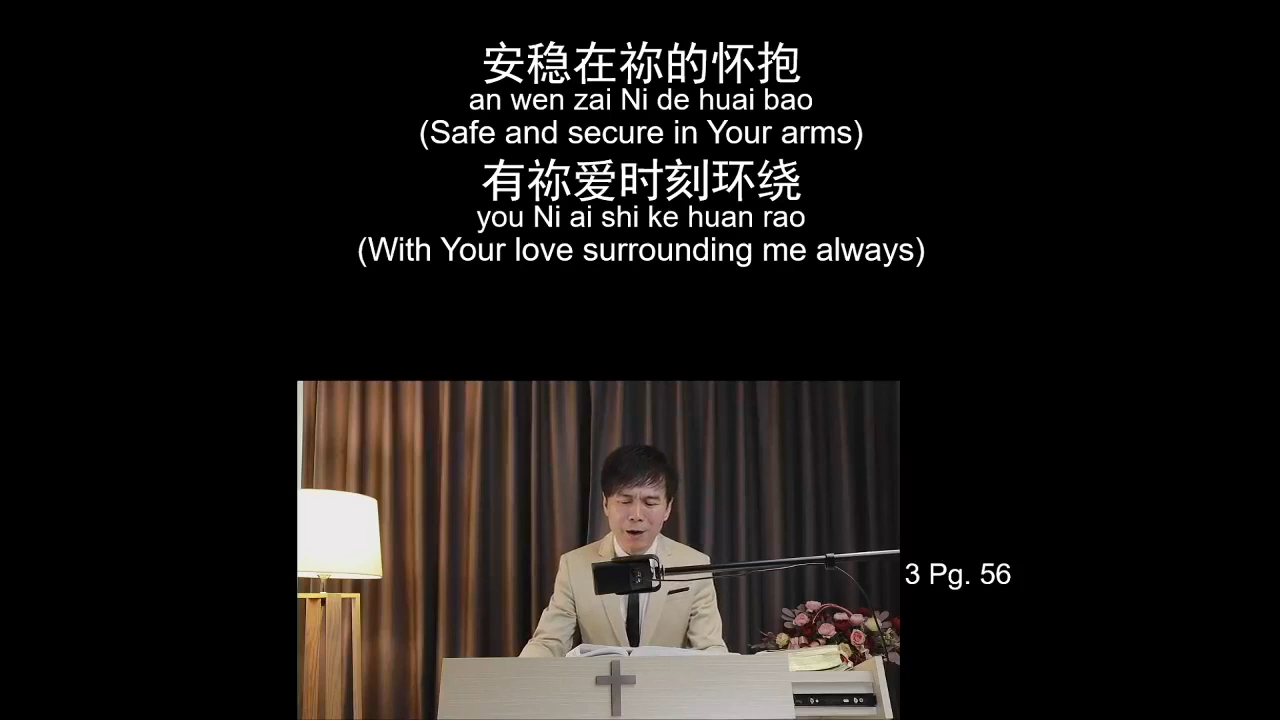 安稳在祢的怀抱
an wen zai Ni de huai bao
(Safe and secure in Your arms)
有祢爱时刻环绕
you Ni ai shi ke huan rao
(With Your love surrounding me always)
3 Pg. 56